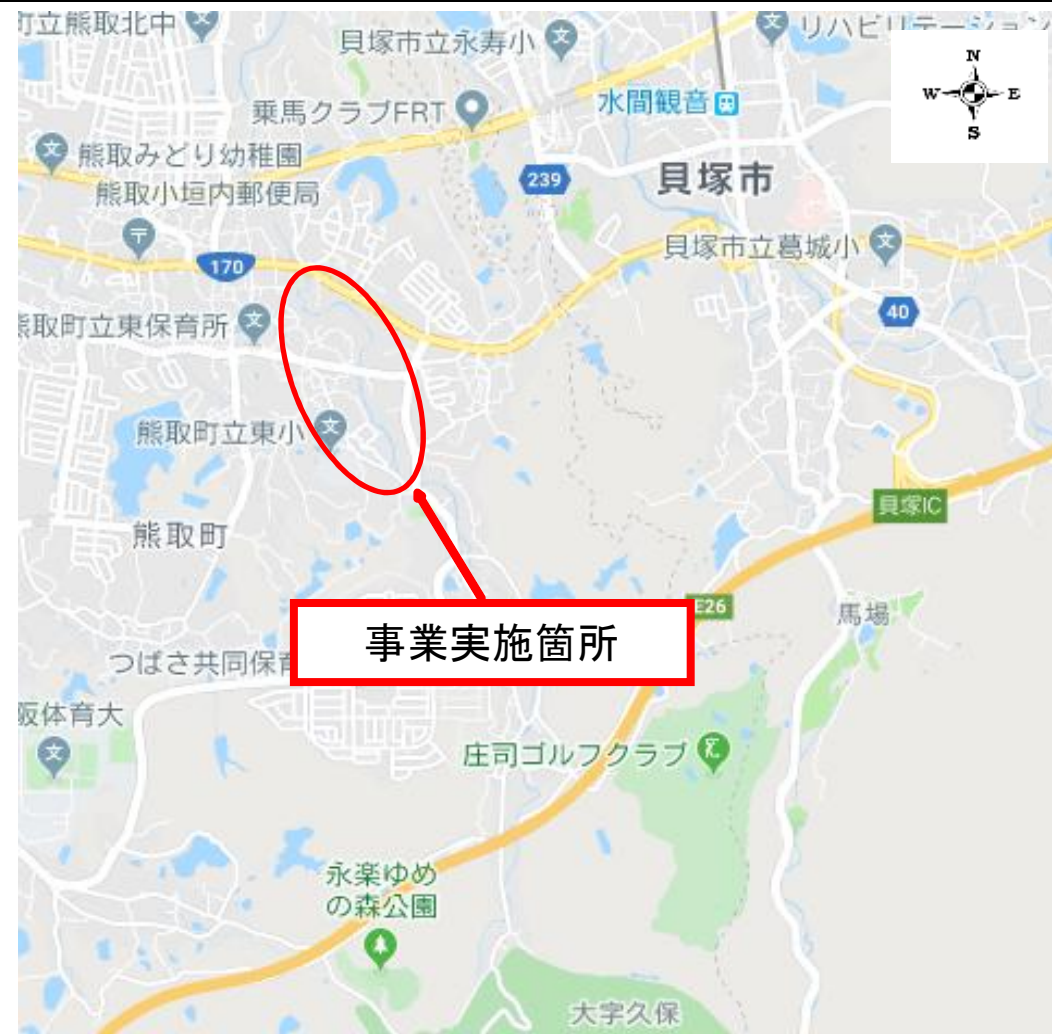 町立熊取北中
貝塚市立永寿小
リハビリテーション
N
W
E
S
乗馬クラブFRT
水間観音
熊取みどり幼稚園
239
貝塚市
熊取小垣内郵便局
貝塚市立葛城小
170
熊取町立東保育所
40
熊取町立東小
貝塚IC
熊取町
E26
馬場
事業実施箇所
つばさ共同保育
阪体育大
庄司ゴルフクラブ
永楽ゆめ
の森公園
大字久保